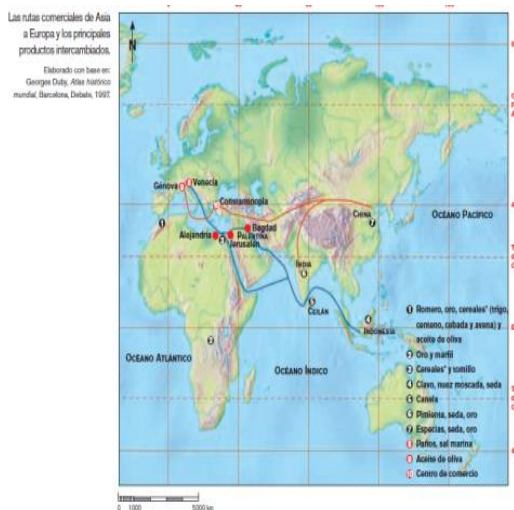 Las rutas comerciales de Asia
a Europa y los principales
productos intercambiados.
Elaborado con base en:
Georges Duby, Atlas histórico
mundial, Barcelona, Debate, 1997.
N
Génova
Venecia
Constantinopla
Alejandría
PALESTINA
Bagdad
Jerusalén
CHINA
INDIA
CEILÁN
INDONESIA
OCÉANO PACÍFICO
OCÉANO ATLÁNTICO
OCÉANO ÍNDICO
1 Romero, oro, cereales* (trigo,
centeno, cebada y avena) y
aceite de oliva
2 Oro y marfil
3 Cereales* y tomillo
4 Clavo, nuez moscada, seda
5 Canela
6 Pimienta, seda, oro
7 Especias, seda, oro
8 Paños, sal marina
9 Aceite de oliva
10 Centro de comercio
0 1000 5000 km